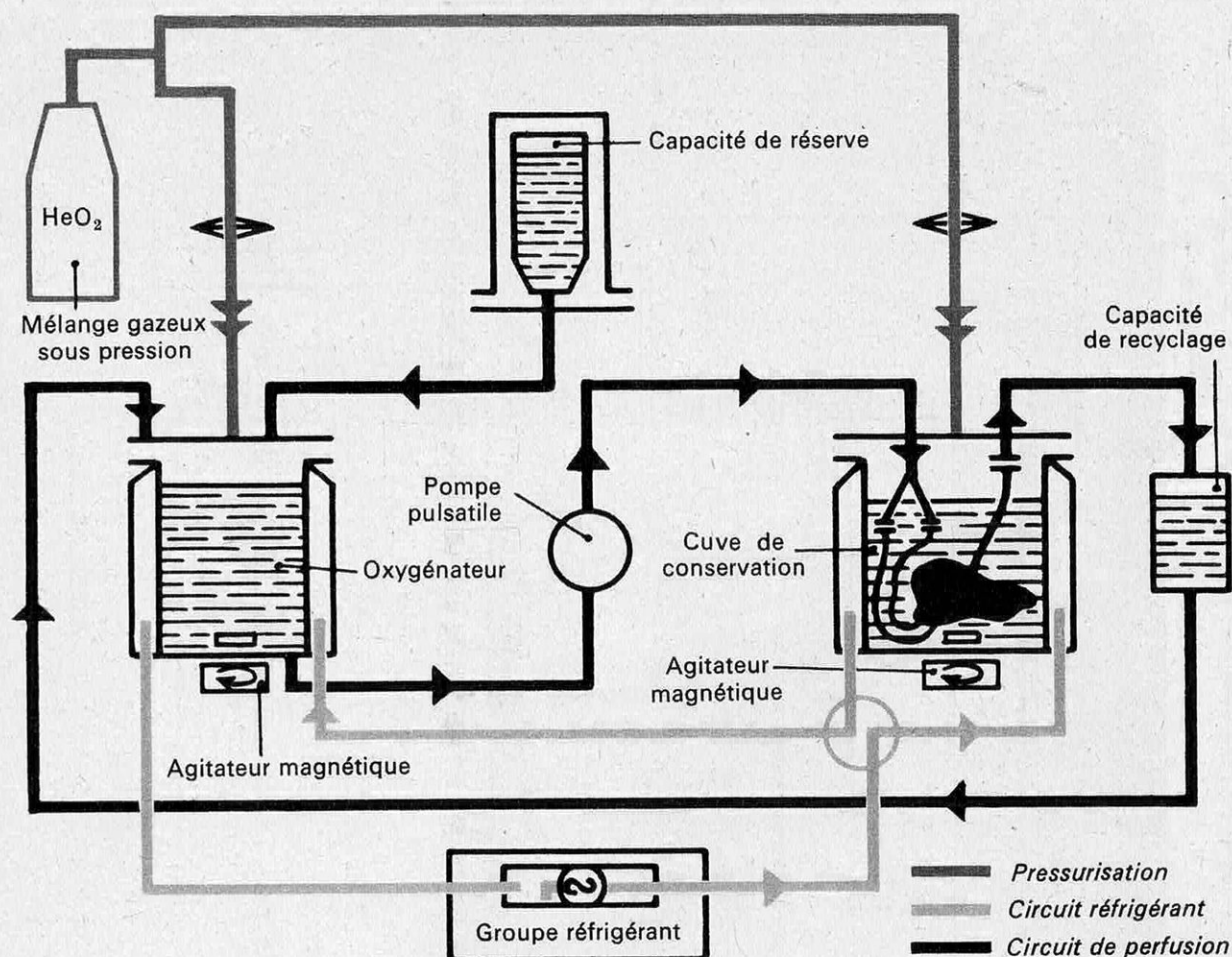 Capacité de réserve
HeO₂
Mélange gazeux
sous pression
Capacité
de recyclage
Pompe
pulsatile
Oxygénateur
Cuve de
conservation
Agitateur
magnétique
Agitateur magnétique
Groupe réfrigérant
Pressurisation
Circuit réfrigérant
Circuit de perfusion